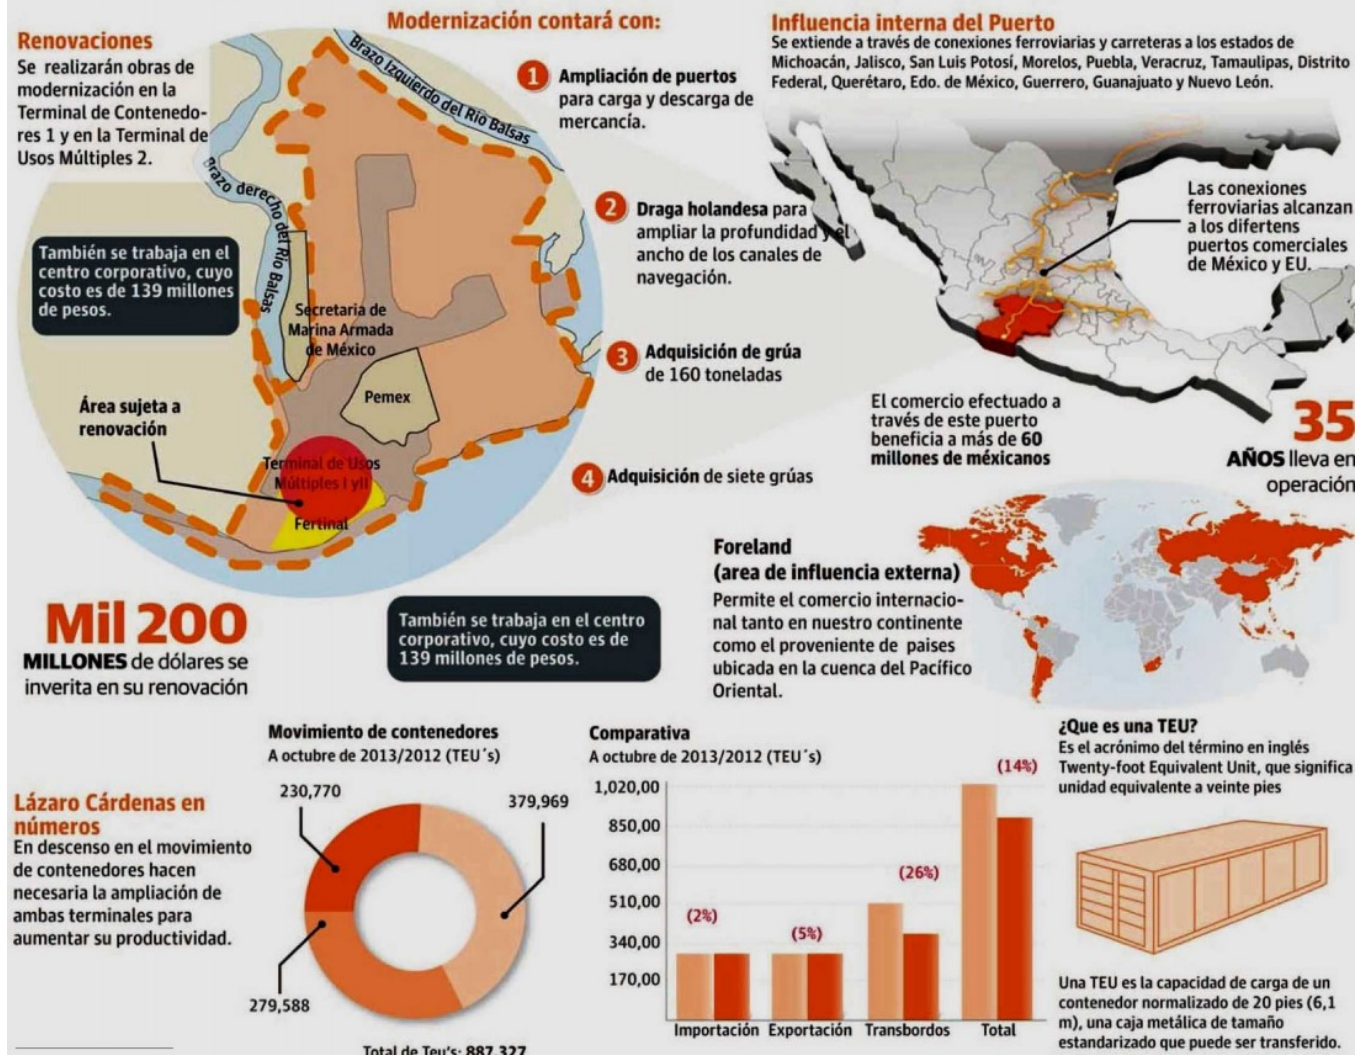 Renovaciones
Se realizarán obras de
modernización en la
Terminal de Contenedo-
res 1 y en la Terminal de
Usos Múltiples 2.
También se trabaja en el
centro corporativo, cuyo
costo es de 139 millones
de pesos.
Área sujeta a
renovación
Brazo Izquierdo del Río Balsas
Brazo derecho del Río Balsas
Secretaria de
Marina Armada
de México
Pemex
Terminal de Usos
Múltiples I yII
Fertinal
Modernización contará con:
1 Ampliación de puertos
para carga y descarga de
mercancía.
2 Draga holandesa para
ampliar la profundidad y el
ancho de los canales de
navegación.
3 Adquisición de grúa
de 160 toneladas
4 Adquisición de siete grúas
Influencia interna del Puerto
Se extiende a través de conexiones ferroviarias y carreteras a los estados de
Michoacán, Jalisco, San Luis Potosí, Morelos, Puebla, Veracruz, Tamaulipas, Distrito
Federal, Querétaro, Edo. de México, Guerrero, Guanajuato y Nuevo León.
Las conexiones
ferroviarias alcanzan
a los difertens
puertos comerciales
de México y EU.
El comercio efectuado a
través de este puerto
beneficia a más de 60
millones de méxicanos
35
AÑOS lleva en
operación
Foreland
(area de influencia externa)
Permite el comercio internacio-
nal tanto en nuestro continente
como el proveniente de paises
ubicada en la cuenca del Pacífico
Oriental.
Mil 200
MILLONES de dólares se
inverita en su renovación
También se trabaja en el centro
corporativo, cuyo costo es de
139 millones de pesos.
Lázaro Cárdenas en
números
En descenso en el movimiento
de contenedores hacen
necesaria la ampliación de
ambas terminales para
aumentar su productividad.
Movimiento de contenedores
A octubre de 2013/2012 (TEU´s)
230,770
379,969
279,588
Total de Teu's: 887,327
Comparativa
A octubre de 2013/2012 (TEU´s)
1,020,00
850,00
680,00
510,00
340,00
170,00
(2%)
(5%)
(26%)
(14%)
Importación Exportación Transbordos Total
¿Que es una TEU?
Es el acrónimo del término en inglés
Twenty-foot Equivalent Unit, que significa
unidad equivalente a veinte pies
Una TEU es la capacidad de carga de un
contenedor normalizado de 20 pies (6,1
m), una caja metálica de tamaño
estandarizado que puede ser transferido.